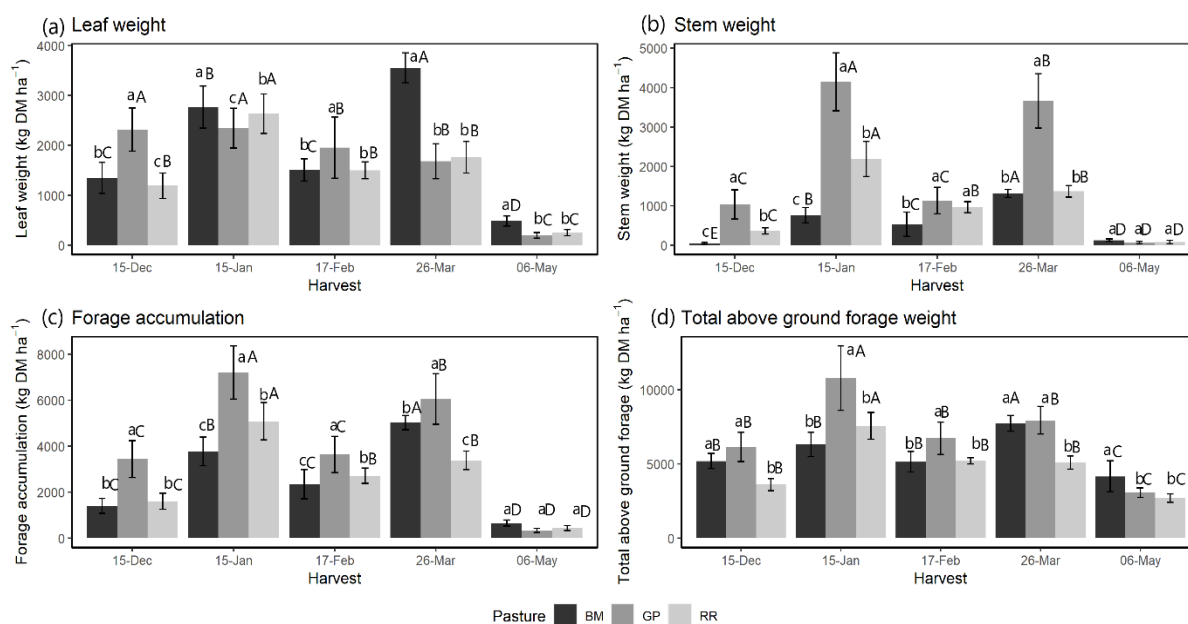 (a) Leaf weight
Leaf weight (kg DM ha⁻¹)
4000
3000
2000
1000
0
bC aA cB
aB cA bA
bC aB bB
aA bB bB
aD bC bC
15-Dec 15-Jan 17-Feb 26-Mar 06-May
Harvest
(b) Stem weight
Stem weight (kg DM ha⁻¹)
5000
4000
3000
2000
1000
0
cE aC bC
cB aA bA
bC aC aB
bA aB bB
aD aD aD
15-Dec 15-Jan 17-Feb 26-Mar 06-May
Harvest
(c) Forage accumulation
Forage accumulation (kg DM ha⁻¹)
8000
6000
4000
2000
0
bC aC bC
cB aA bA
cC aC bB
bA aB cB
aD aD aD
15-Dec 15-Jan 17-Feb 26-Mar 06-May
Harvest
(d) Total above ground forage weight
Total above ground forage (kg DM ha⁻¹)
10000
5000
0
aB aB bB
bB aA bA
bB aB bB
aA aB bB
aC bC bC
15-Dec 15-Jan 17-Feb 26-Mar 06-May
Harvest
Pasture BM GP RR